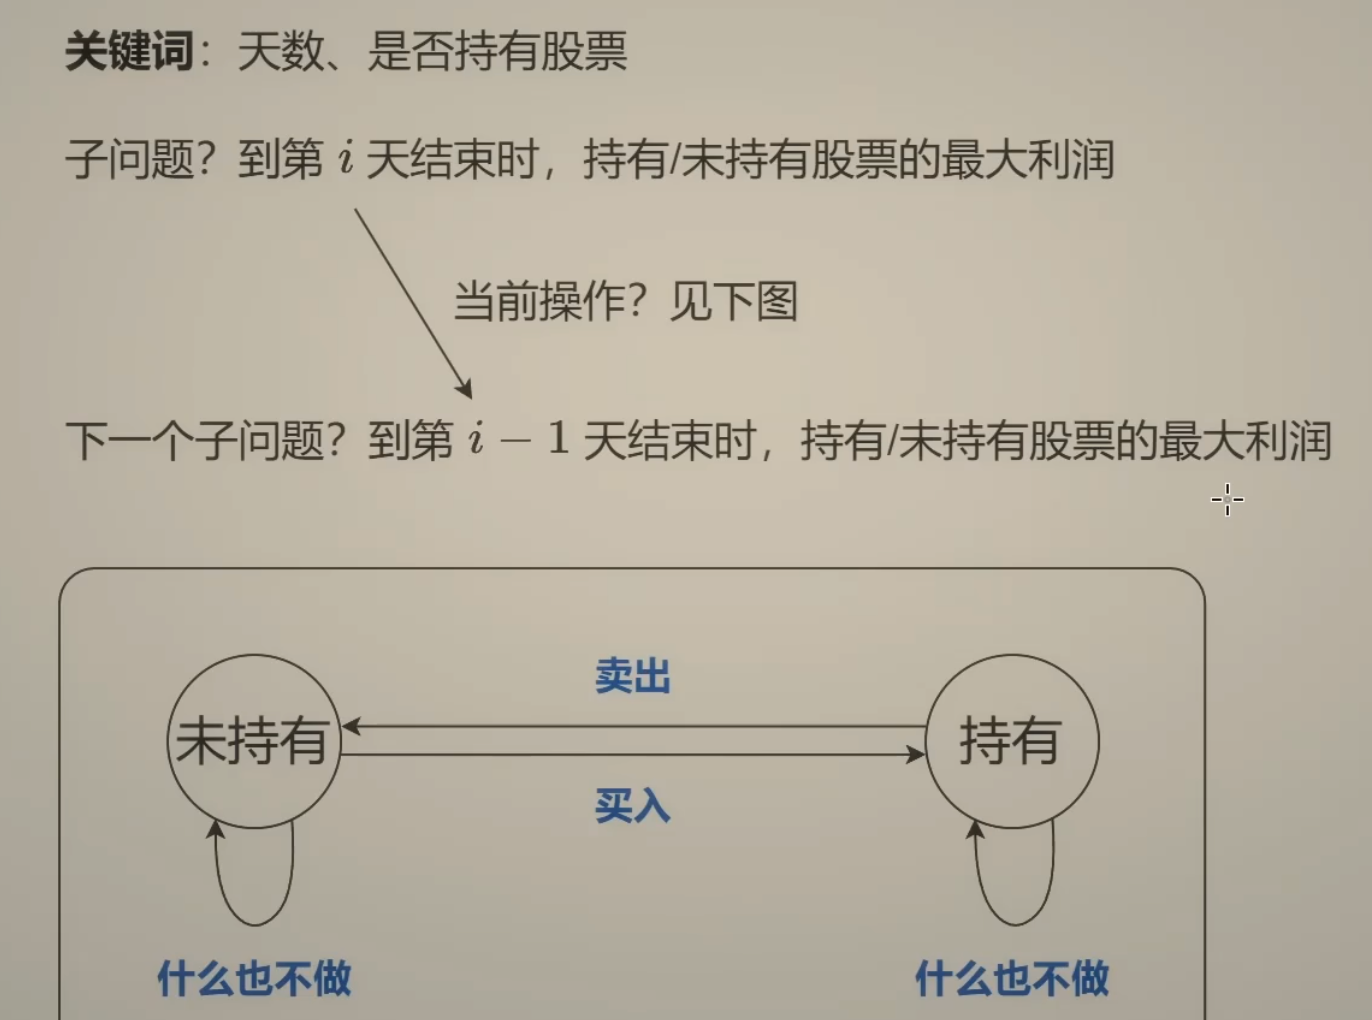 关键词：天数、是否持有股票
子问题？到第 i 天结束时，持有/未持有股票的最大利润
当前操作？见下图
下一个子问题？到第 i − 1 天结束时，持有/未持有股票的最大利润
卖出
未持有
持有
买入
什么也不做
什么也不做